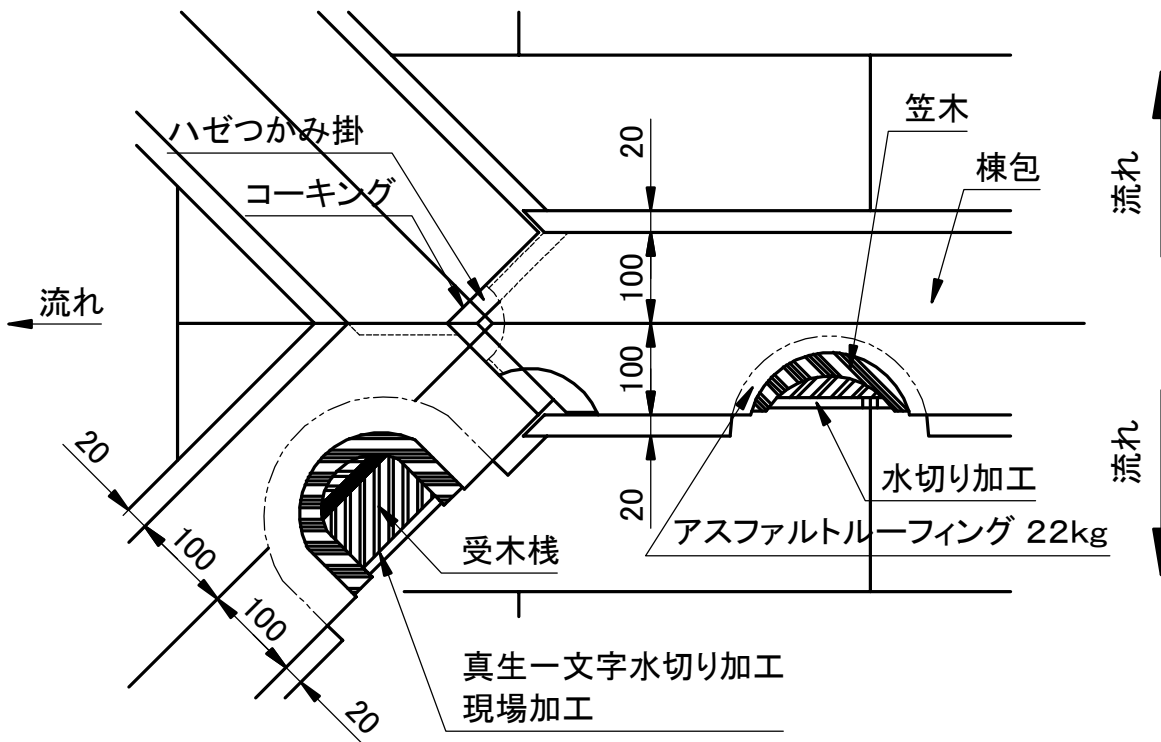 笠木
ハゼつかみ掛
20
棟包
コーキング
流れ
100
流れ
100
20
水切り加工
流れ
20
アスファルトルーフィング 22kg
100
受木桟
100
真生一文字水切り加工
現場加工
20